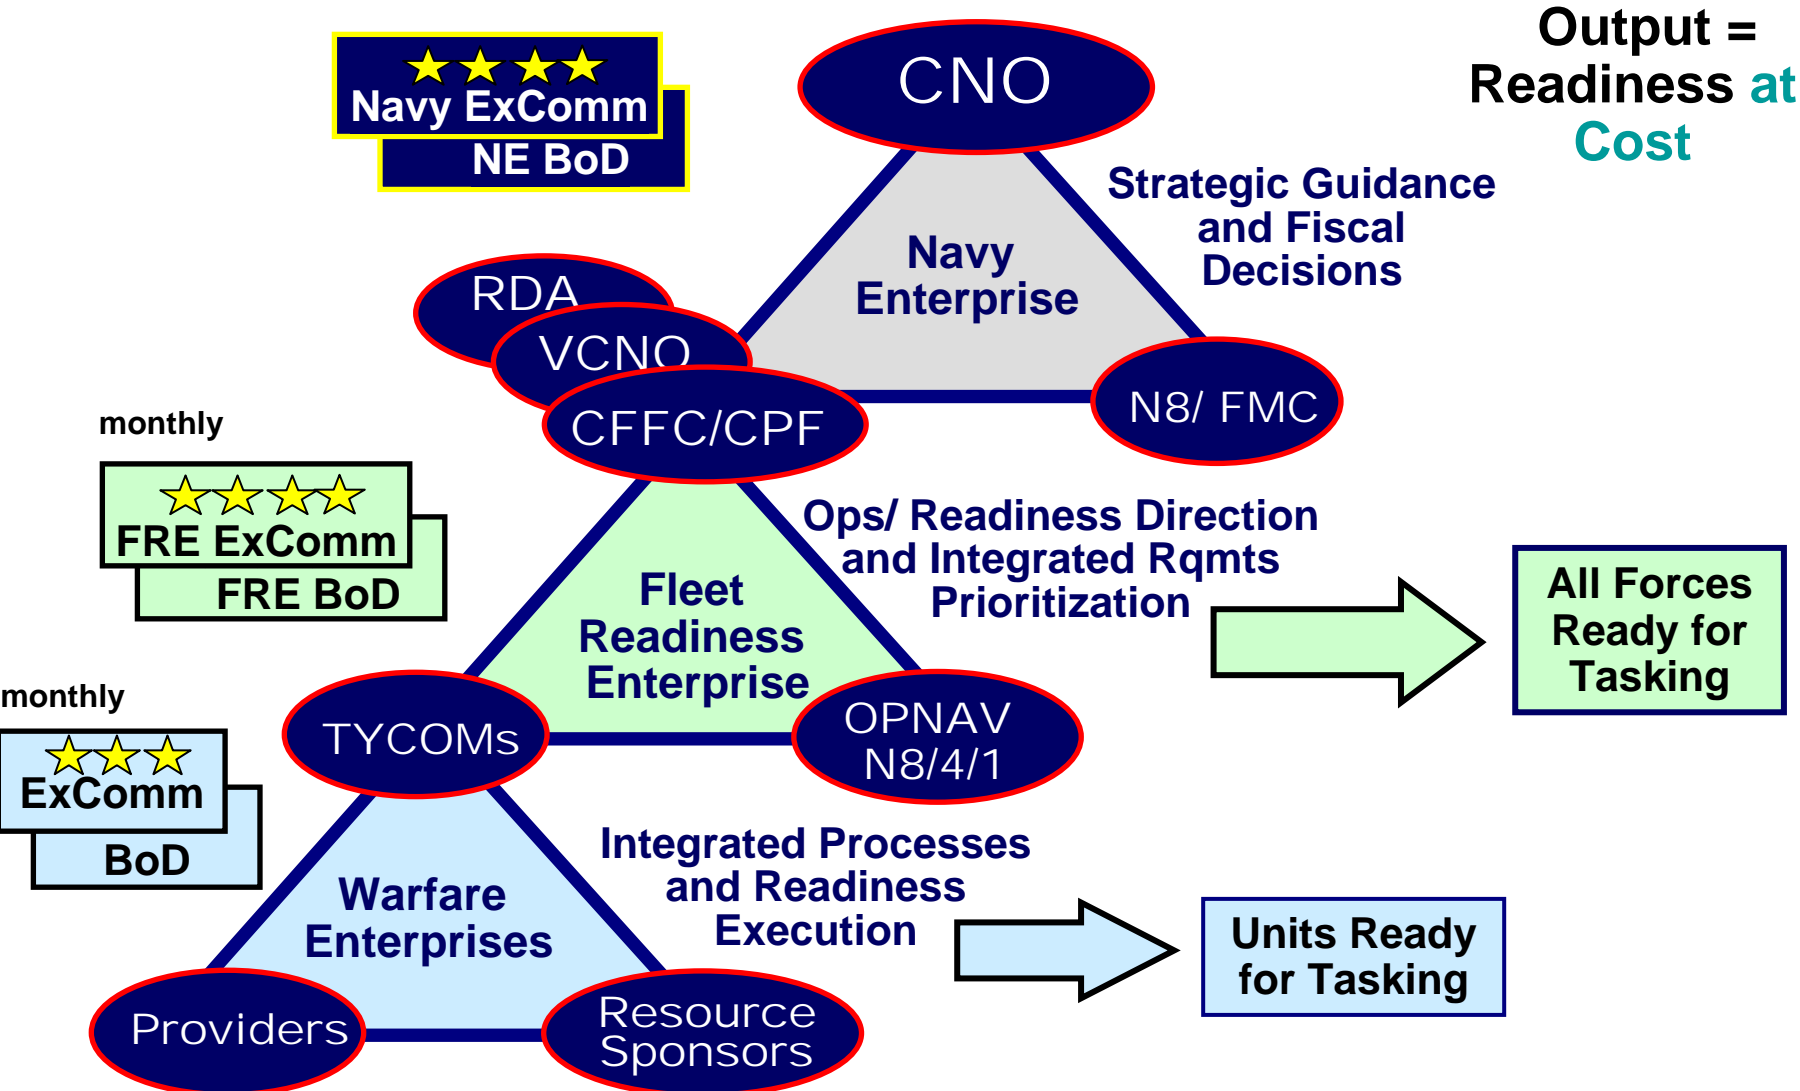 Output =
Readiness at
Cost
Navy ExComm
NE BoD
CNO
Strategic Guidance
and Fiscal
Decisions
Navy
Enterprise
RDA
VCNO
CFFC/CPF
N8/ FMC
monthly
FRE ExComm
FRE BoD
Ops/ Readiness Direction
and Integrated Rqmts
Prioritization
Fleet
Readiness
Enterprise
All Forces
Ready for
Tasking
monthly
ExComm
BoD
TYCOMs
OPNAV
N8/4/1
Integrated Processes
and Readiness
Execution
Warfare
Enterprises
Units Ready
for Tasking
Providers
Resource
Sponsors